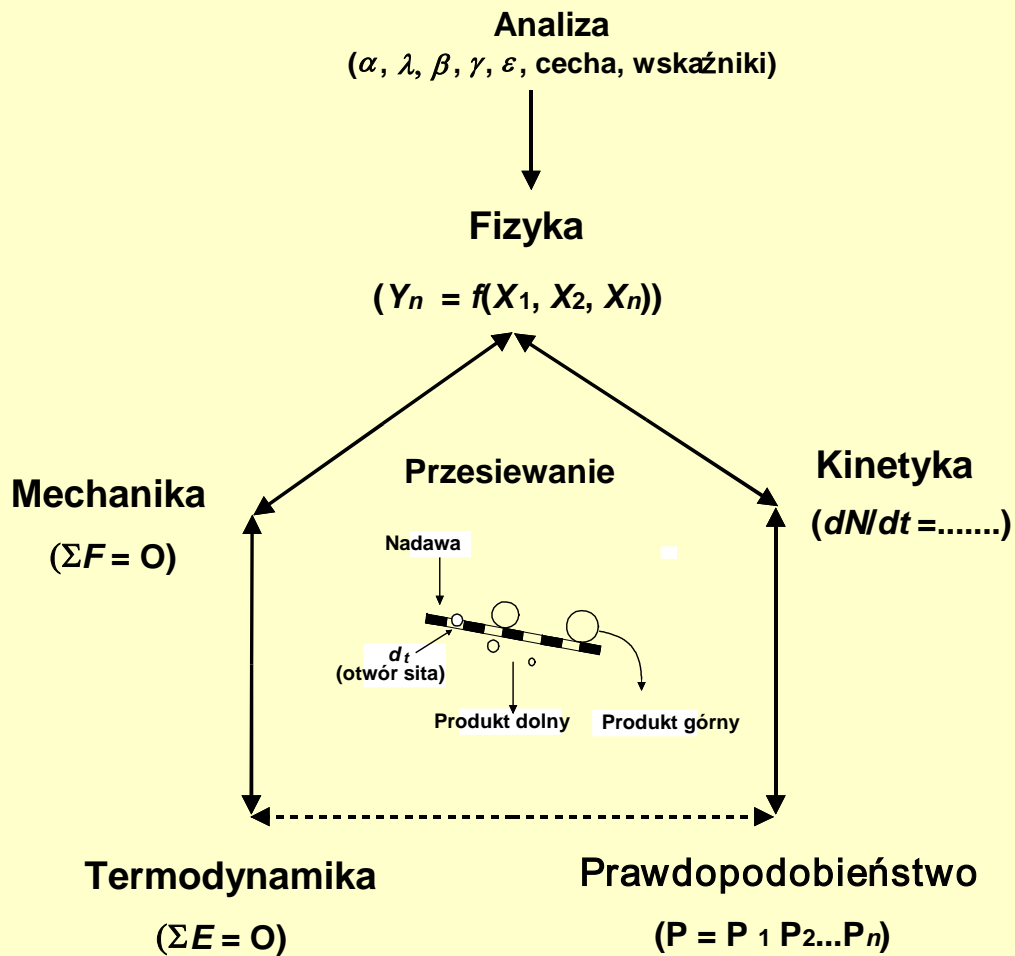 Analiza
(α, λ, β, γ, ε, cecha, wskaźniki)
Fizyka
(Yn = f(X1, X2, Xn))
Mechanika
(ΣF = O)
Przesiewanie
Kinetyka
(dN/dt =.......)
Nadawa
dt
(otwór sita)
Produkt dolny
Produkt górny
Termodynamika
(ΣE = O)
Prawdopodobieństwo
(P = P 1 P2...Pn)